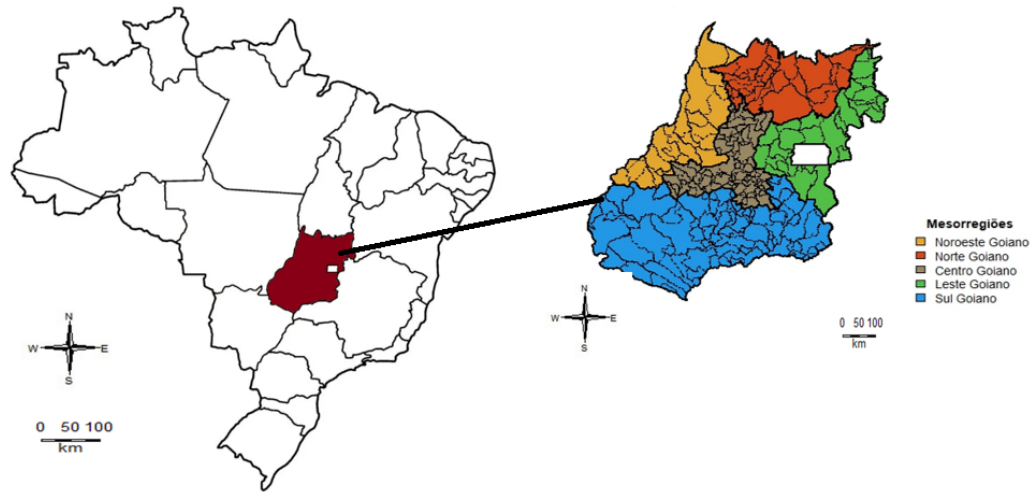 N
W E
S
0 50 100
km
N
W E
S
0 50 100
km
Mesorregiões
Noroeste Goiano
Norte Goiano
Centro Goiano
Leste Goiano
Sul Goiano